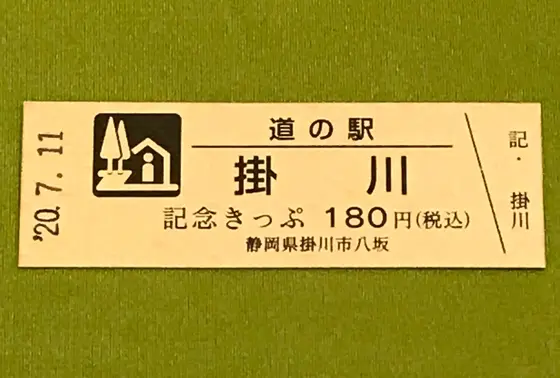 '20.7.11
道の駅
掛川
記念きっぷ 180円(税込)
静岡県掛川市八坂
記・掛川